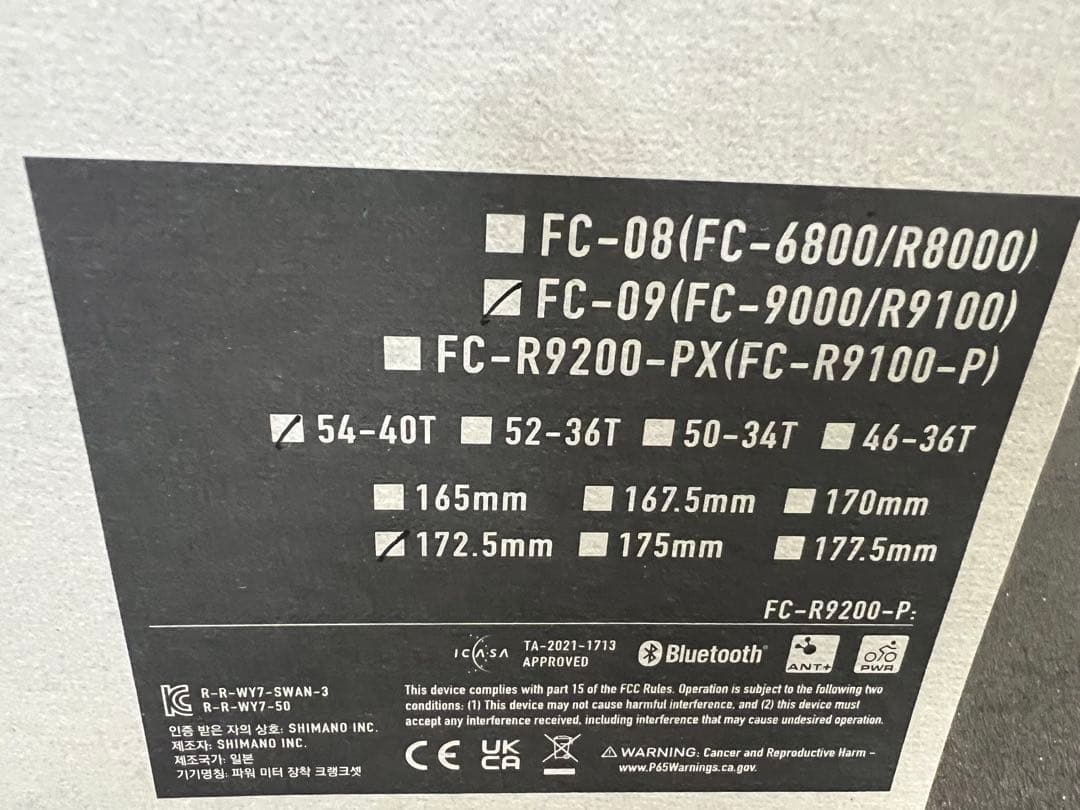 FC-08(FC-6800/R8000)
FC-09(FC-9000/R9100)
FC-R9200-PX(FC-R9100-P)
54-40T 52-36T 50-34T 46-36T
165mm 167.5mm 170mm
172.5mm 175mm 177.5mm
FC-R9200-P:
ICASA TA-2021-1713 APPROVED Bluetooth® ANT+ PWR
R-R-WY7-SWAN-3
R-R-WY7-50
인증 받은 자의 상호: SHIMANO INC.
제조자: SHIMANO INC.
제조국가: 일본
기기명칭: 파워 미터 장착 크랭크셋
This device complies with part 15 of the FCC Rules. Operation is subject to the following two
conditions: (1) This device may not cause harmful interference, and (2) this device must
accept any interference received, including interference that may cause undesired operation.
CE UK CA ⚠ WARNING: Cancer and Reproductive Harm -
www.P65Warnings.ca.gov.